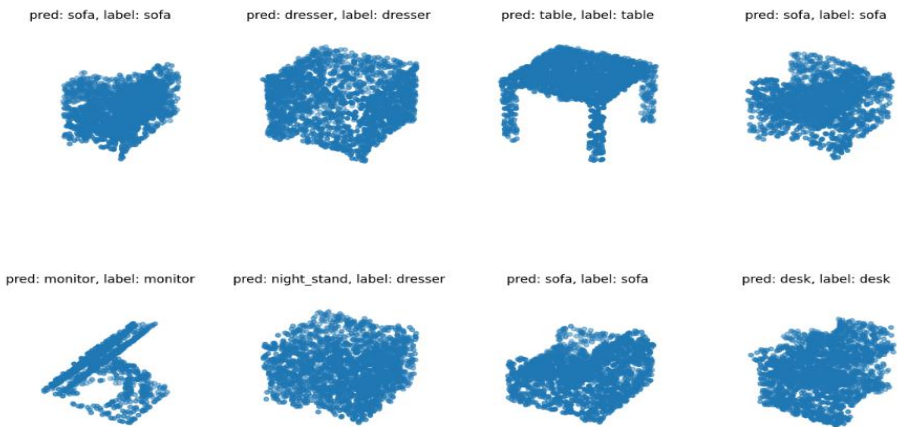 pred: sofa, label: sofa
pred: dresser, label: dresser
pred: table, label: table
pred: sofa, label: sofa
pred: monitor, label: monitor
pred: night_stand, label: dresser
pred: sofa, label: sofa
pred: desk, label: desk